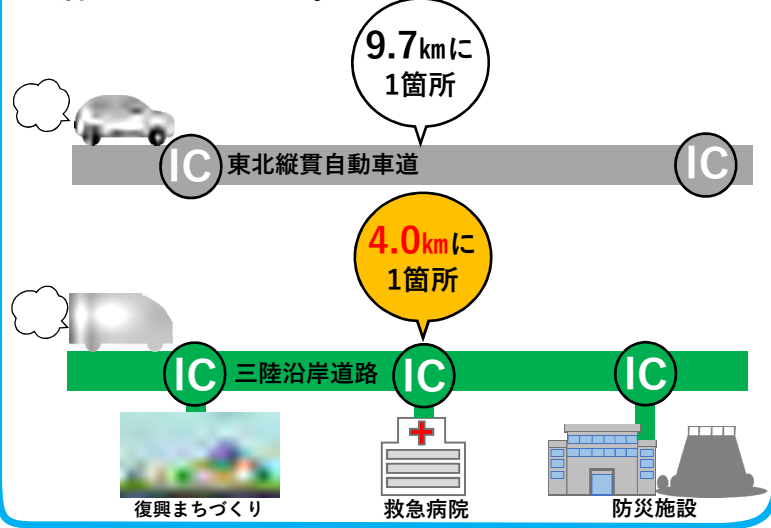 9.7kmに
1箇所
IC 東北縦貫自動車道 IC
4.0kmに
1箇所
IC 三陸沿岸道路 IC IC
復興まちづくり 救急病院 防災施設